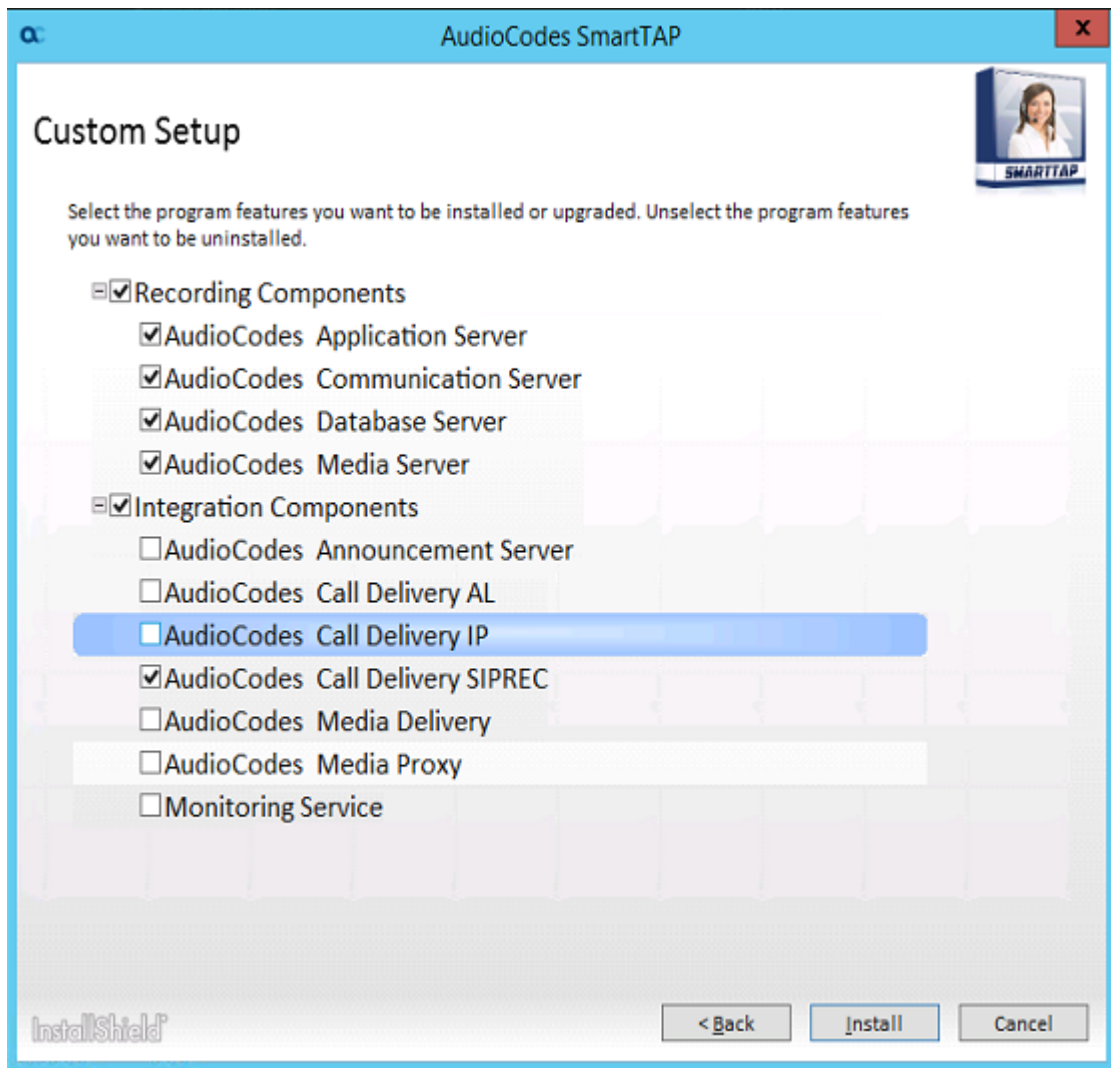 AudioCodes SmartTAP
x
Custom Setup
SMARTTAP
Select the program features you want to be installed or upgraded. Unselect the program features
you want to be uninstalled.
Recording Components
AudioCodes Application Server
AudioCodes Communication Server
AudioCodes Database Server
AudioCodes Media Server
Integration Components
AudioCodes Announcement Server
AudioCodes Call Delivery AL
AudioCodes Call Delivery IP
AudioCodes Call Delivery SIPREC
AudioCodes Media Delivery
AudioCodes Media Proxy
Monitoring Service
InstallShield
< Back
Install
Cancel